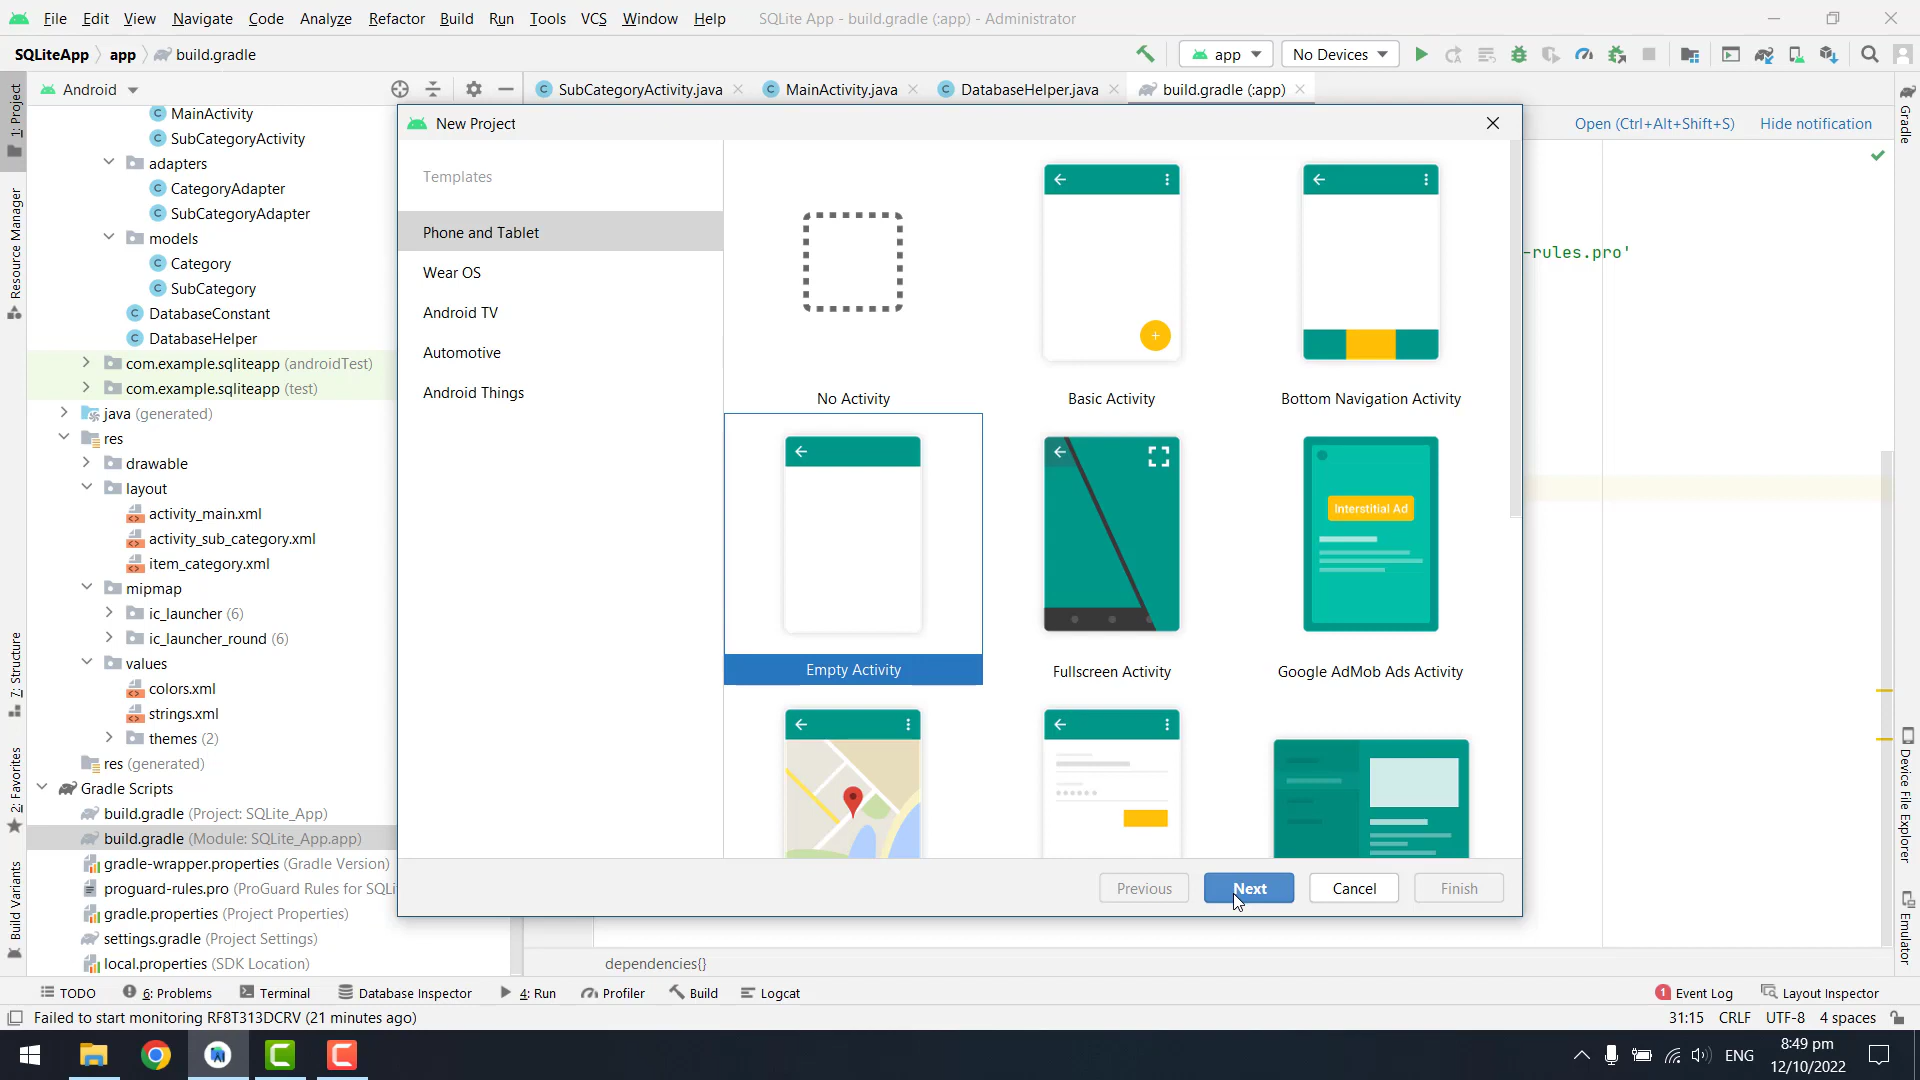 File Edit View Navigate Code Analyze Refactor Build Run Tools VCS Window Help SQLite App - build.gradle (:app) - Administrator
SQLiteApp app build.gradle app No Devices
Android SubCategoryActivity.java MainActivity.java DatabaseHelper.java build.gradle (:app)
1: Project
Resource Manager
7: Structure
2: Favorites
Build Variants
MainActivity
SubCategoryActivity
adapters
CategoryAdapter
SubCategoryAdapter
models
Category
SubCategory
DatabaseConstant
DatabaseHelper
com.example.sqliteapp (androidTest)
com.example.sqliteapp (test)
java (generated)
res
drawable
layout
activity_main.xml
activity_sub_category.xml
item_category.xml
mipmap
ic_launcher (6)
ic_launcher_round (6)
values
colors.xml
strings.xml
themes (2)
res (generated)
Gradle Scripts
build.gradle (Project: SQLite_App)
build.gradle (Module: SQLite_App.app)
gradle-wrapper.properties (Gradle Version)
proguard-rules.pro (ProGuard Rules for SQLi
gradle.properties (Project Properties)
settings.gradle (Project Settings)
local.properties (SDK Location)
New Project
Templates
Phone and Tablet
Wear OS
Android TV
Automotive
Android Things
No Activity
Basic Activity
Bottom Navigation Activity
Empty Activity
Fullscreen Activity
Interstitial Ad
Google AdMob Ads Activity
Previous Next Cancel Finish
Open (Ctrl+Alt+Shift+S) Hide notification
-rules.pro'
Gradle
Device File Explorer
Emulator
dependencies{}
TODO 6: Problems Terminal Database Inspector 4: Run Profiler Build Logcat 1 Event Log Layout Inspector
Failed to start monitoring RF8T313DCRV (21 minutes ago) 31:15 CRLF UTF-8 4 spaces
ENG
8:49 pm
12/10/2022